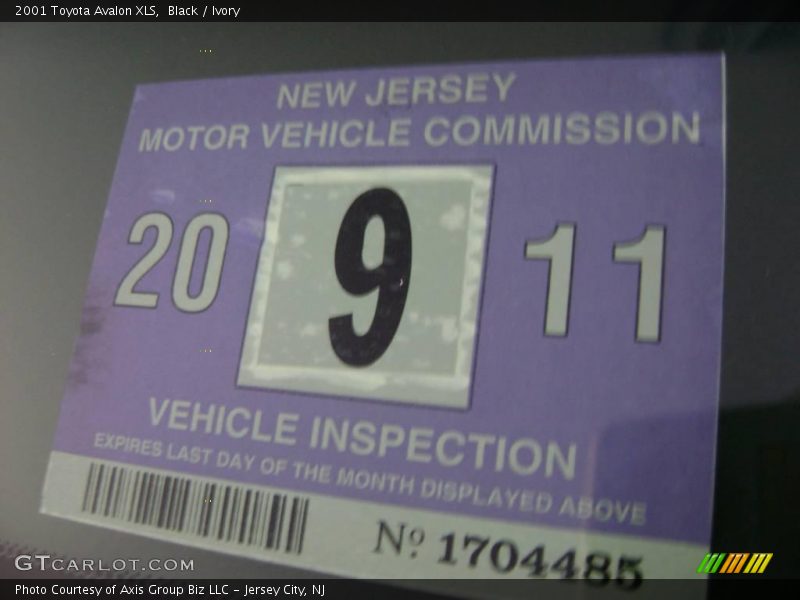 2001 Toyota Avalon XLS, Black / Ivory
NEW JERSEY
MOTOR VEHICLE COMMISSION
20 9 11
VEHICLE INSPECTION
EXPIRES LAST DAY OF THE MONTH DISPLAYED ABOVE
Nº 1704485
GTCARLOT.COM
Photo Courtesy of Axis Group Biz LLC - Jersey City, NJ